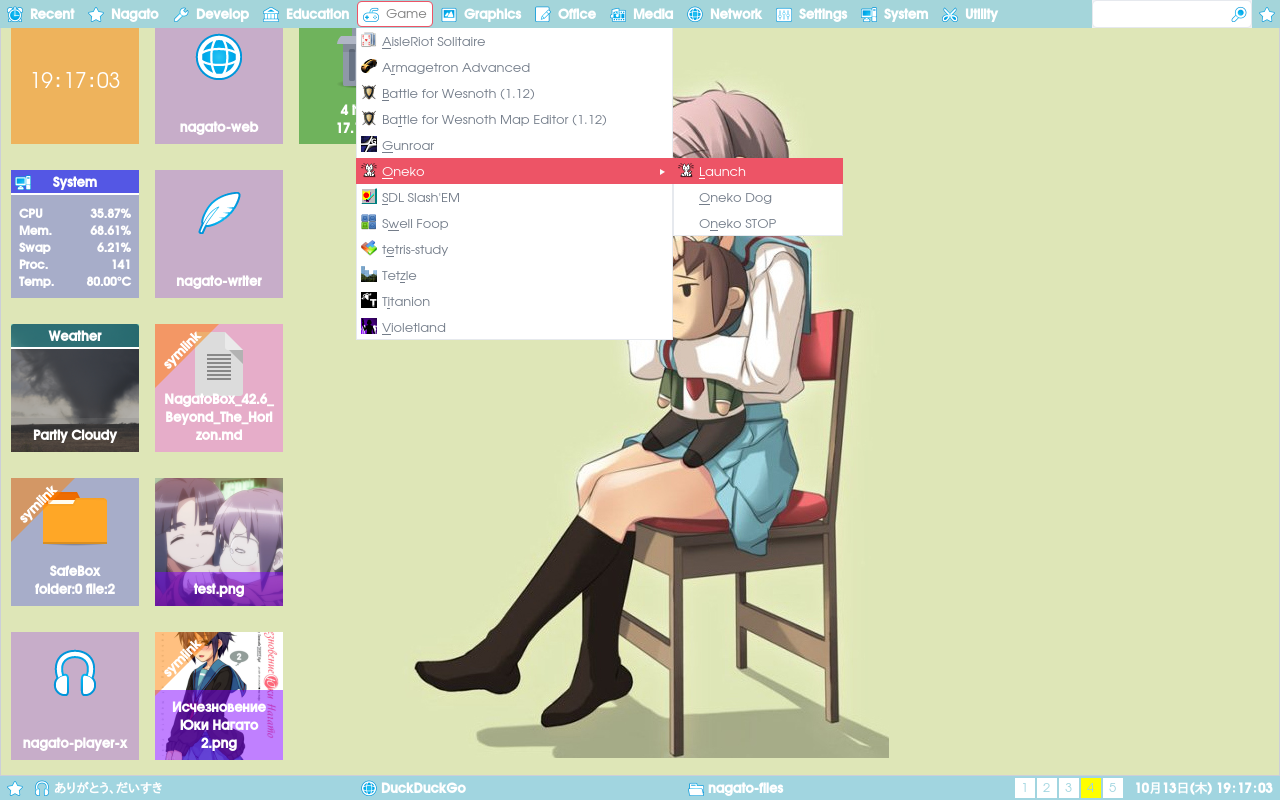 Recent Nagato Develop Education Game Graphics Office Media Network Settings System Utility
19:17:03
nagato-web
4
17.
AisleRiot Solitaire
Armagetron Advanced
Battle for Wesnoth (1.12)
Battle for Wesnoth Map Editor (1.12)
Gunroar
Oneko
SDL Slash'EM
Swell Foop
tetris-study
Tetzle
Titanion
Violetland
Launch
Oneko Dog
Oneko STOP
System
CPU 35.87%
Mem. 68.61%
Swap 6.21%
Proc. 141
Temp. 80.00°C
nagato-writer
Weather
Partly Cloudy
symlink
NagatoBox_42.6_
Beyond_The_Hori
zon.md
symlink
SafeBox
folder:0 file:2
test.png
nagato-player-x
symlink
2
Исчезновение
Юки Нагато
2.png
ありがとう、だいすき
DuckDuckGo
nagato-files
1 2 3 4 5
10月13日(木) 19:17:03